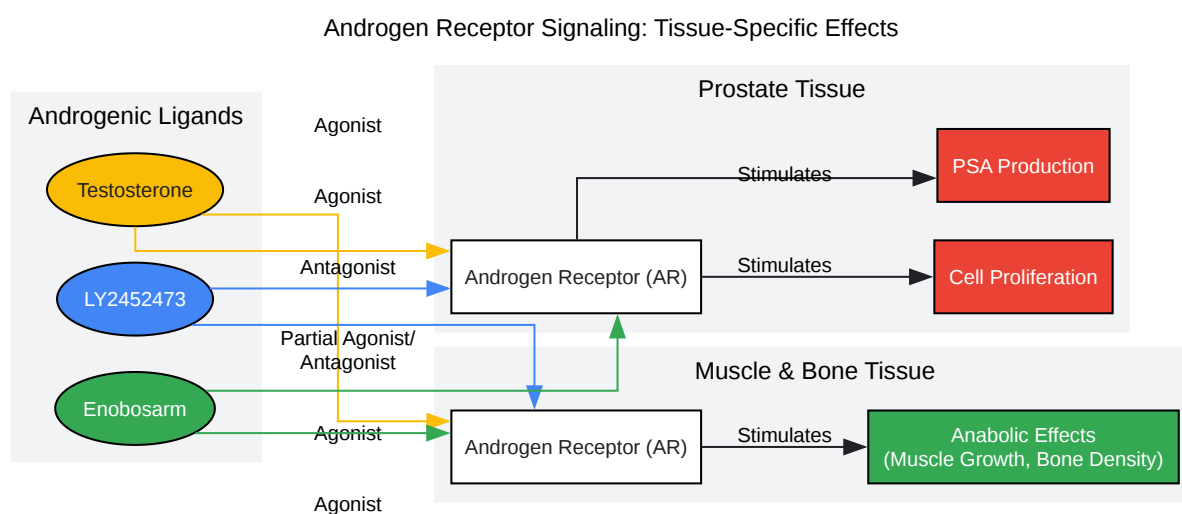 Androgen Receptor Signaling: Tissue-Specific Effects
Androgenic Ligands
Testosterone
LY2452473
Enobosarm
Agonist
Agonist
Antagonist
Partial Agonist/
Antagonist
Agonist
Agonist
Prostate Tissue
Androgen Receptor (AR)
Stimulates
PSA Production
Stimulates
Cell Proliferation
Muscle & Bone Tissue
Androgen Receptor (AR)
Stimulates
Anabolic Effects
(Muscle Growth, Bone Density)